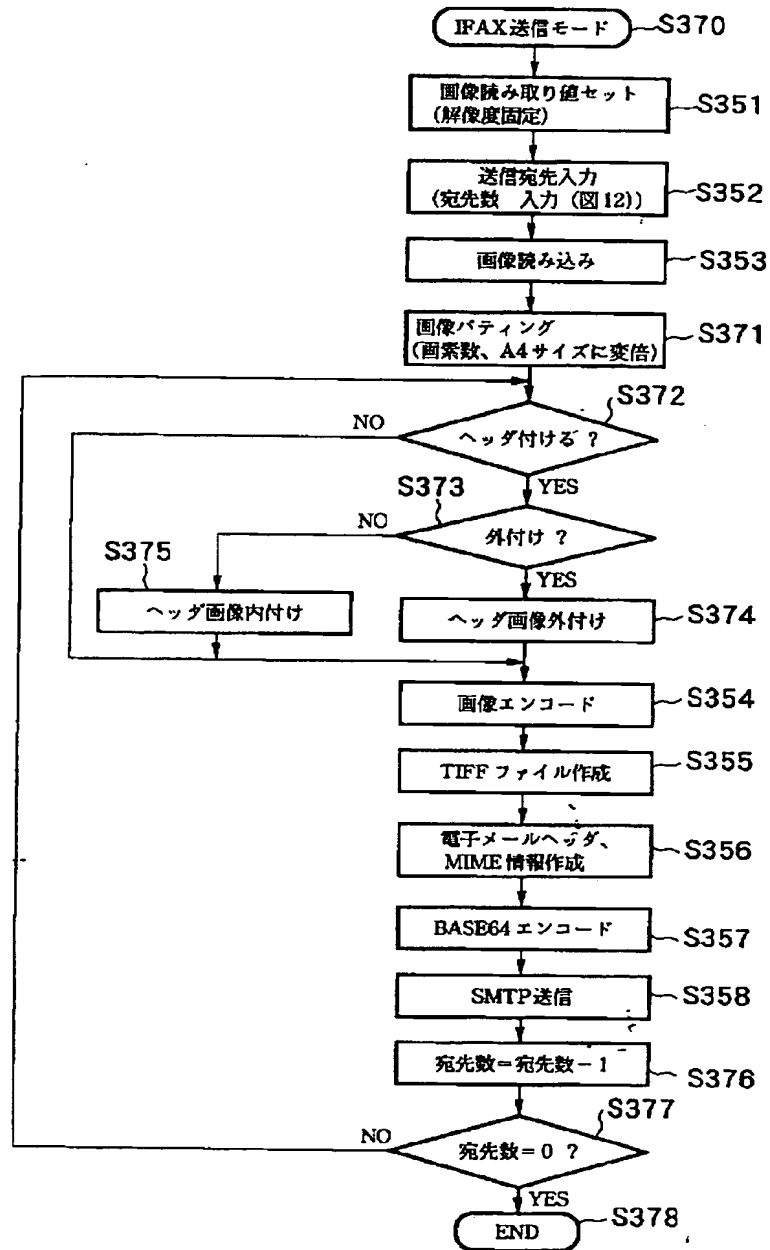 IFAX送信モード S370
画像読み取り値セット
(解像度固定) S351
送信宛先入力
(宛先数 入力(図12)) S352
画像読み込み S353
画像パティング
(画素数、A4サイズに変倍) S371
S372
ヘッダ付ける ?
NO
YES
S373
外付け ?
NO
YES
S375
ヘッダ画像内付け
ヘッダ画像外付け S374
画像エンコード S354
TIFFファイル作成 S355
電子メールヘッダ、
MIME情報作成 S356
BASE64エンコード S357
SMTP送信 S358
宛先数=宛先数-1 S376
S377
宛先数=0 ?
NO
YES
END S378